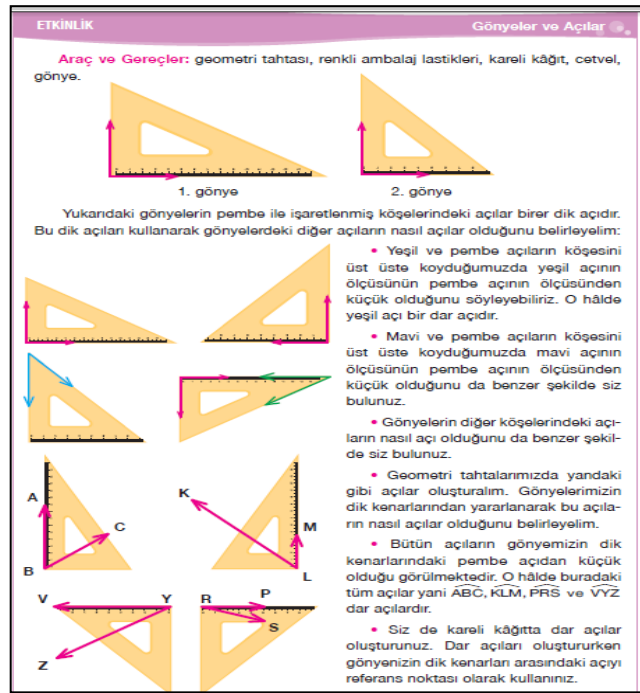 ETKİNLİK
Gönyeler ve Açılar
Araç ve Gereçler: geometri tahtası, renkli ambalaj lastikleri, kareli kâğıt, cetvel,
gönye.
1. gönye
2. gönye
Yukarıdaki gönyelerin pembe ile işaretlenmiş köşelerindeki açılar birer dik açıdır.
Bu dik açıları kullanarak gönyelerdeki diğer açıların nasıl açılar olduğunu belirleyelim:
• Yeşil ve pembe açıların köşesini
üst üste koyduğumuzda yeşil açının
ölçüsünün pembe açının ölçüsünden
küçük olduğunu söyleyebiliriz. O hâlde
yeşil açı bir dar açıdır.
• Mavi ve pembe açıların köşesini
üst üste koyduğumuzda mavi açının
ölçüsünün pembe açının ölçüsünden
küçük olduğunu da benzer şekilde siz
bulunuz.
• Gönyelerin diğer köşelerindeki açı-
ların nasıl açı olduğunu da benzer şekil-
de siz bulunuz.
• Geometri tahtalarımızda yandaki
gibi açılar oluşturalım. Gönyelerimizin
dik kenarlarından yararlanarak bu açıla-
rın nasıl açılar olduğunu belirleyelim.
• Bütün açıların gönyemizin dik
kenarlarındaki pembe açıdan küçük
olduğu görülmektedir. O hâlde buradaki
tüm açılar yani ABC, KLM, PRS ve VYZ
dar açılardır.
• Siz de kareli kâğıtta dar açılar
oluşturunuz. Dar açıları oluştururken
gönyenizin dik kenarları arasındaki açıyı
referans noktası olarak kullanınız.
A
C
B
K
M
L
V
Y
Z
R
P
S